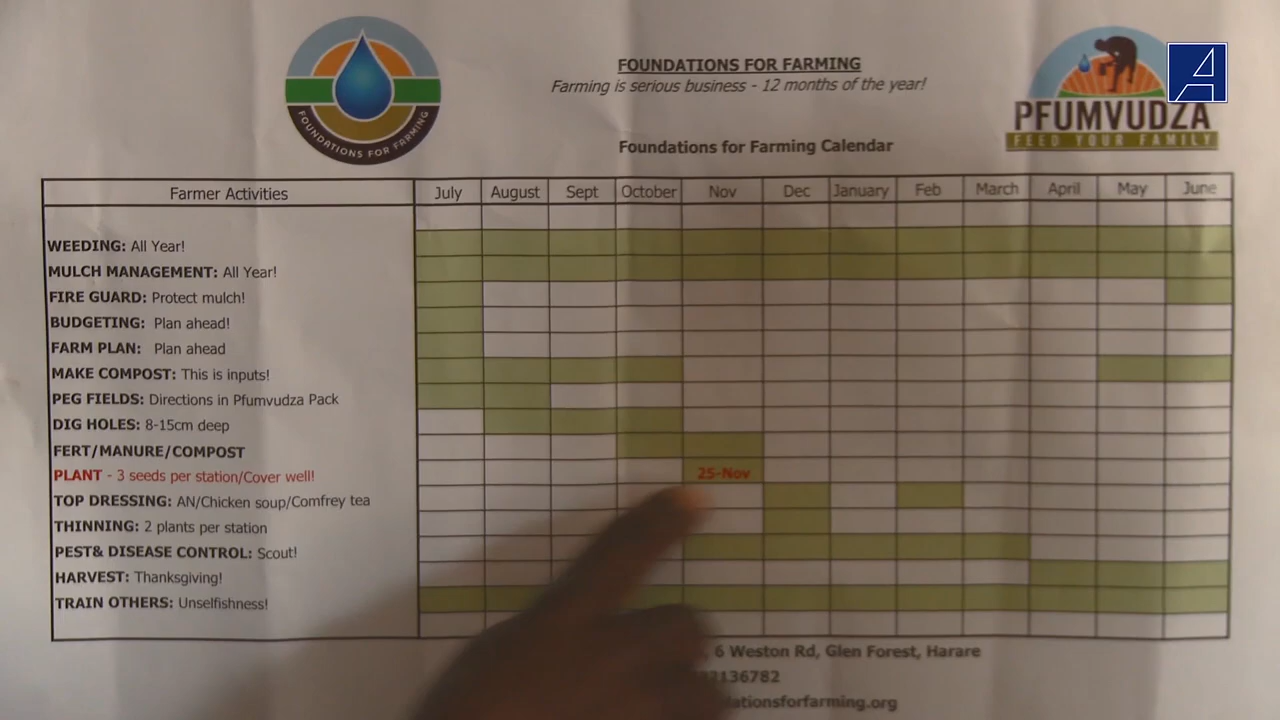 FOUNDATIONS FOR FARMING
Farming is serious business - 12 months of the year!
FOUNDATIONS FOR FARMING
PFUMVUDZA
FEED YOUR FAMILY
A
Foundations for Farming Calendar
Farmer Activities July August Sept October Nov Dec January Feb March April May June
WEEDING: All Year!
MULCH MANAGEMENT: All Year!
FIRE GUARD: Protect mulch!
BUDGETING: Plan ahead!
FARM PLAN: Plan ahead
MAKE COMPOST: This is inputs!
PEG FIELDS: Directions in Pfumvudza Pack
DIG HOLES: 8-15cm deep
FERT/MANURE/COMPOST
PLANT - 3 seeds per station/Cover well! 25-Nov
TOP DRESSING: AN/Chicken soup/Comfrey tea
THINNING: 2 plants per station
PEST& DISEASE CONTROL: Scout!
HARVEST: Thanksgiving!
TRAIN OTHERS: Unselfishness!
, 6 Weston Rd, Glen Forest, Harare
2136782
dationsforfarming.org